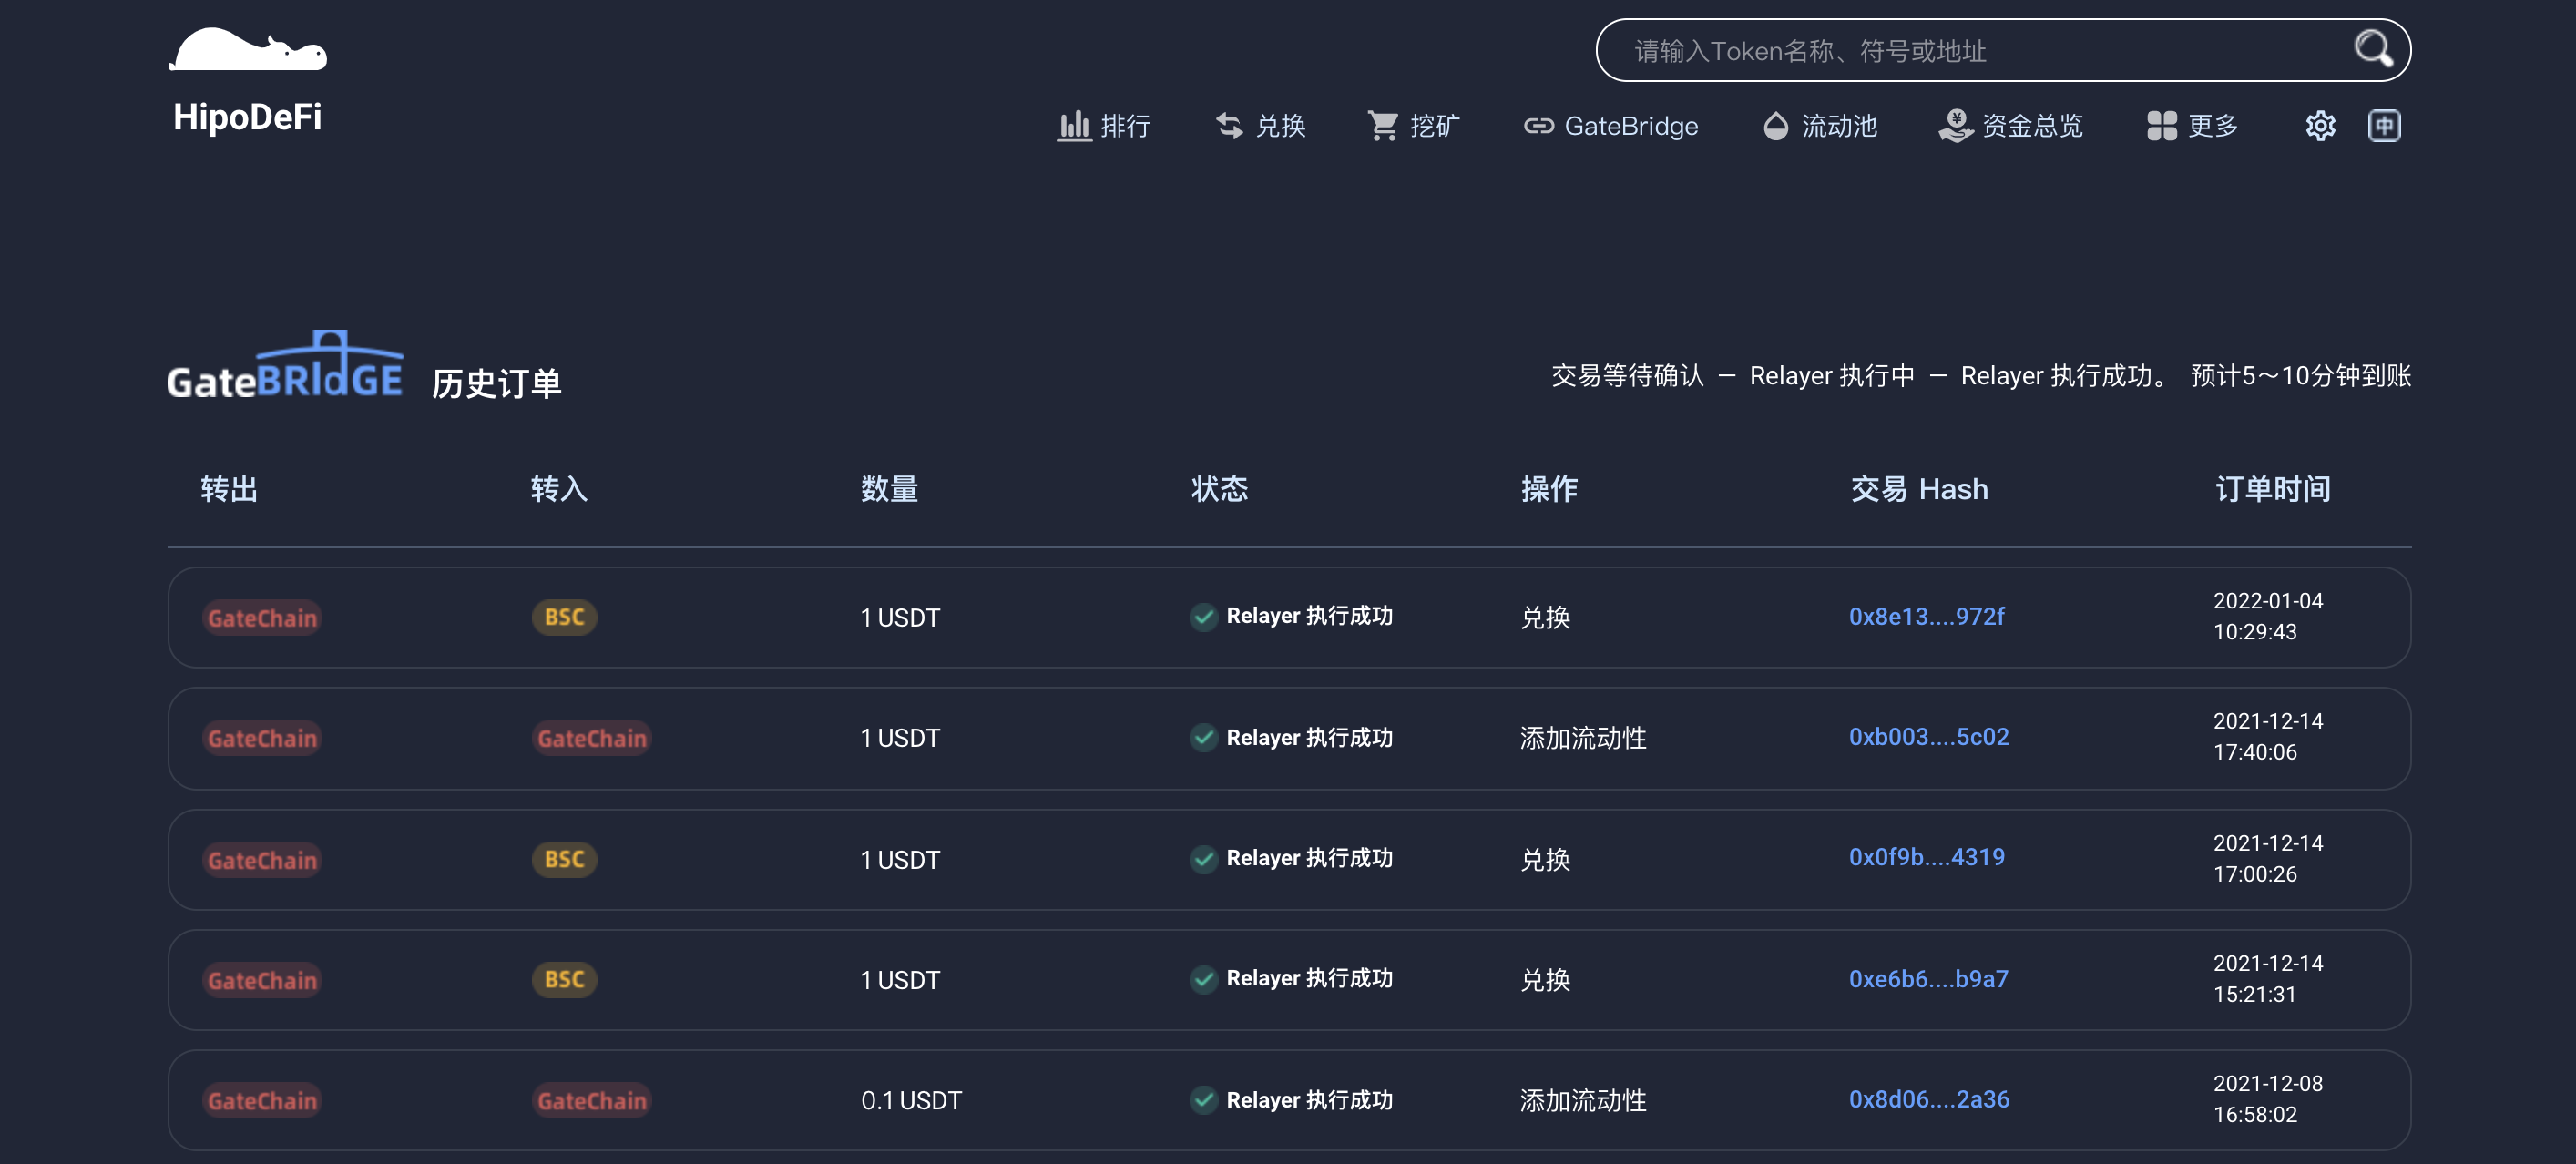 请输入Token名称、符号或地址
HipoDeFi
排行 兑换 挖矿 GateBridge 流动池 资金总览 更多 中
GateBRIdGE 历史订单
交易等待确认 — Relayer 执行中 — Relayer 执行成功。 预计5～10分钟到账
转出 转入 数量 状态 操作 交易 Hash 订单时间
GateChain BSC 1 USDT Relayer 执行成功 兑换 0x8e13....972f 2022-01-04
10:29:43
GateChain GateChain 1 USDT Relayer 执行成功 添加流动性 0xb003....5c02 2021-12-14
17:40:06
GateChain BSC 1 USDT Relayer 执行成功 兑换 0x0f9b....4319 2021-12-14
17:00:26
GateChain BSC 1 USDT Relayer 执行成功 兑换 0xe6b6....b9a7 2021-12-14
15:21:31
GateChain GateChain 0.1 USDT Relayer 执行成功 添加流动性 0x8d06....2a36 2021-12-08
16:58:02